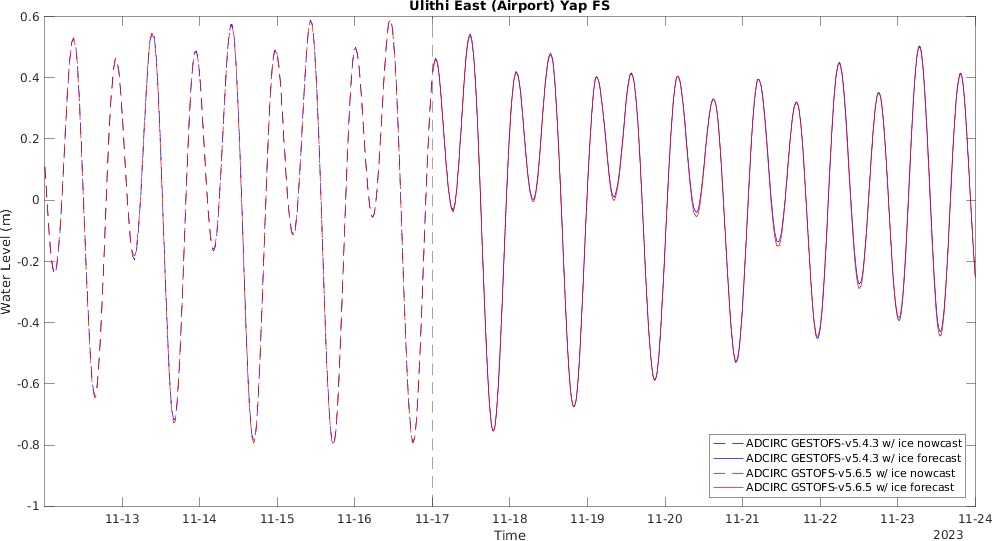 Ulithi East (Airport) Yap FS
0.6
0.4
0.2
0
-0.2
-0.4
-0.6
-0.8
-1
Water Level (m)
ADCIRC GESTOFS-v5.4.3 w/ ice nowcast
ADCIRC GESTOFS-v5.4.3 w/ ice forecast
ADCIRC GSTOFS-v5.6.5 w/ ice nowcast
ADCIRC GSTOFS-v5.6.5 w/ ice forecast
11-13 11-14 11-15 11-16 11-17 11-18 11-19 11-20 11-21 11-22 11-23 11-24
Time
2023